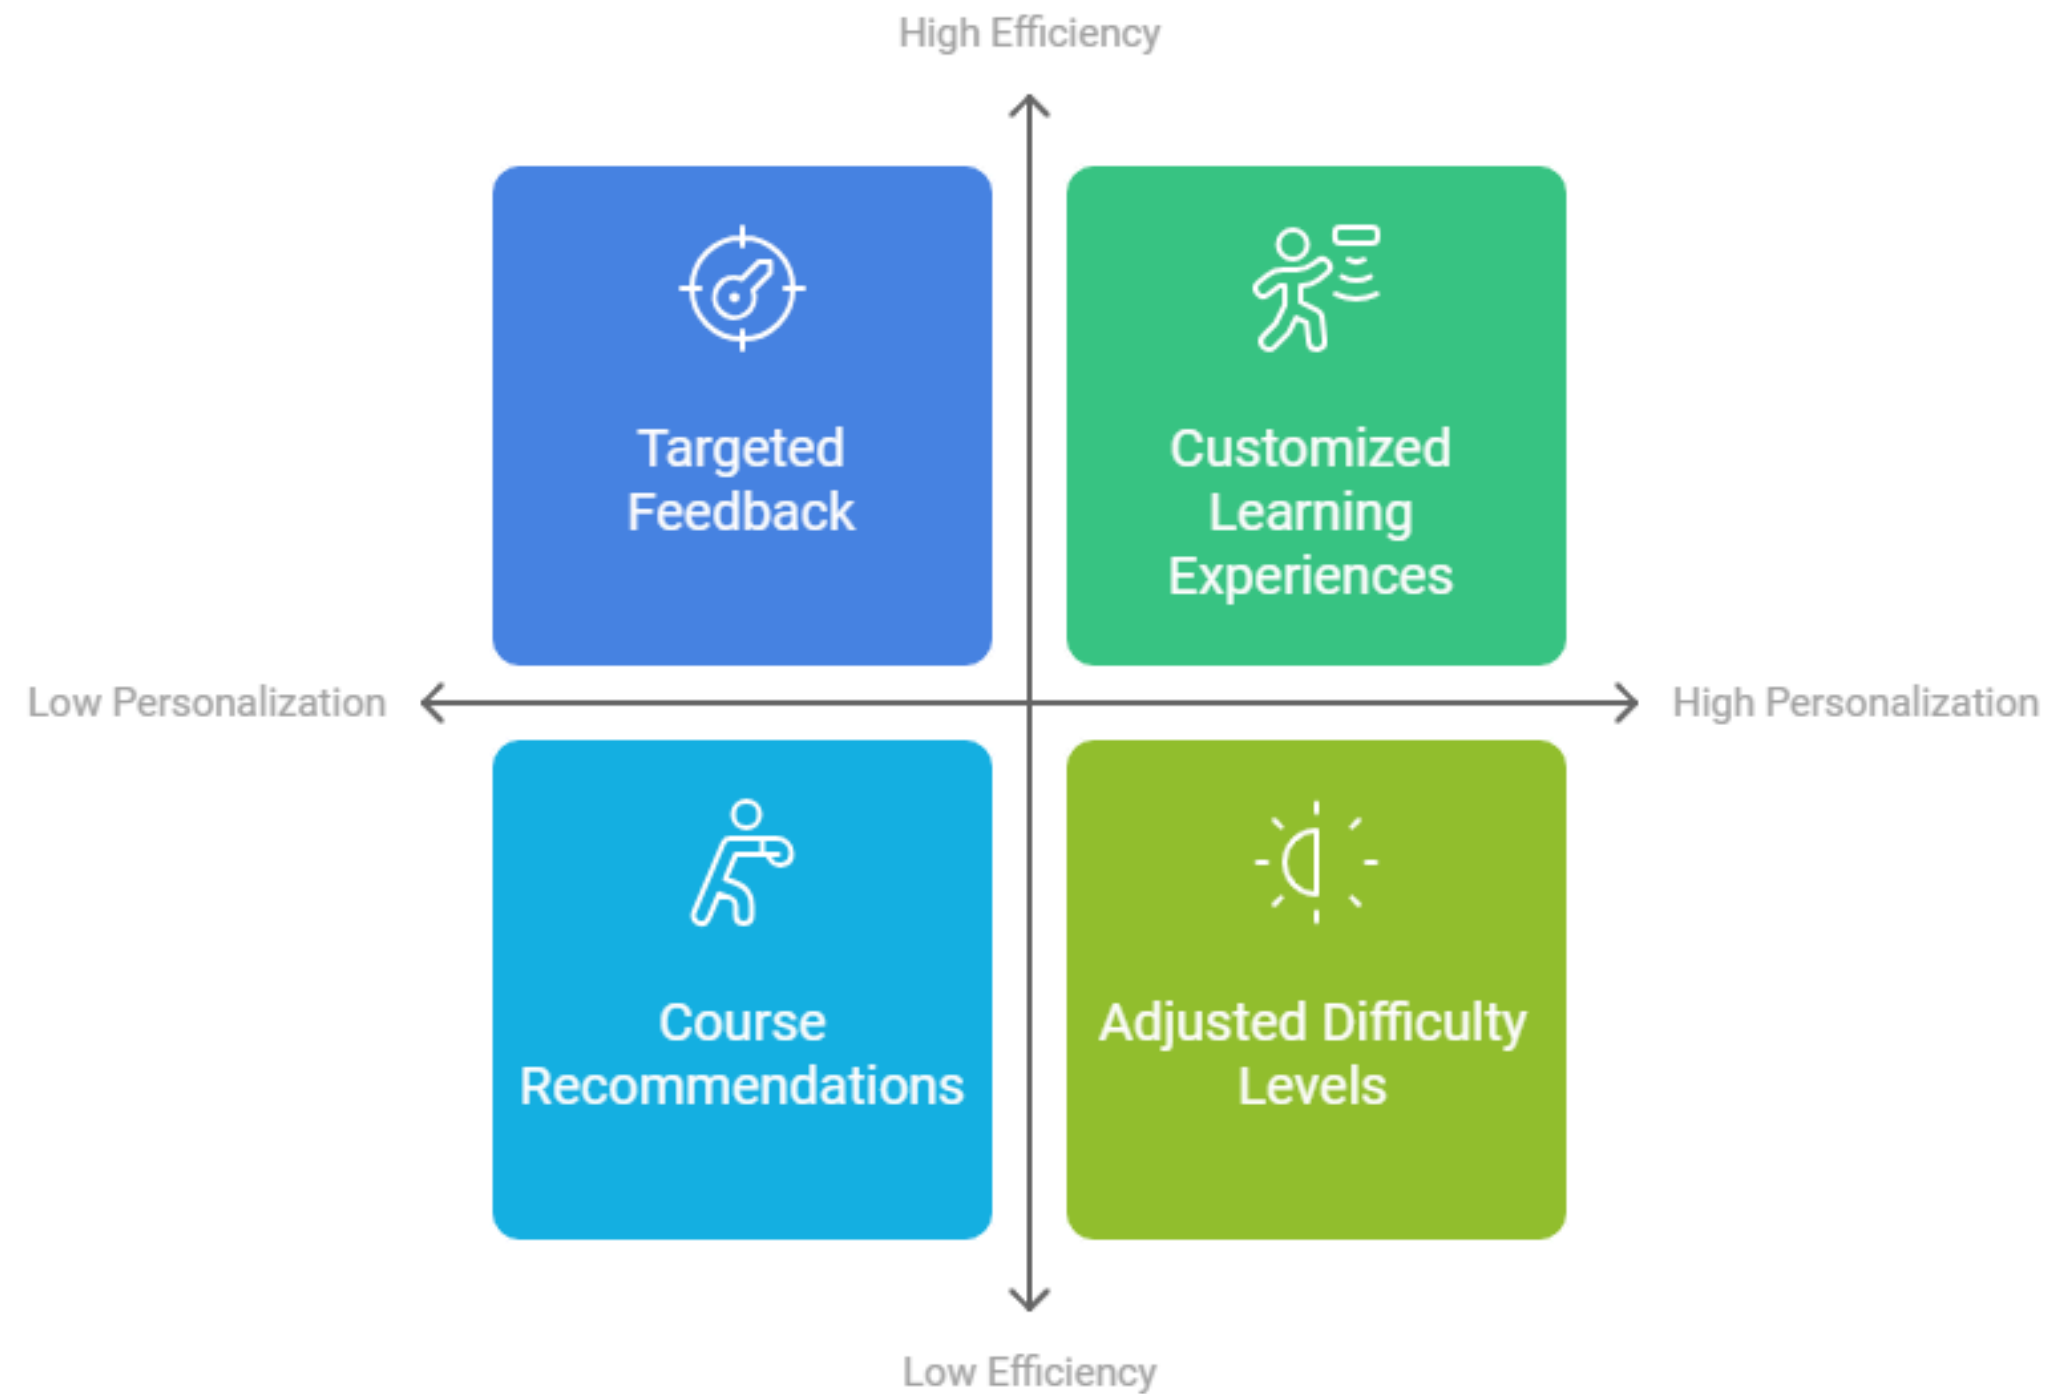 High Efficiency
Targeted
Feedback
Customized
Learning
Experiences
Low Personalization
High Personalization
Course
Recommendations
Adjusted Difficulty
Levels
Low Efficiency